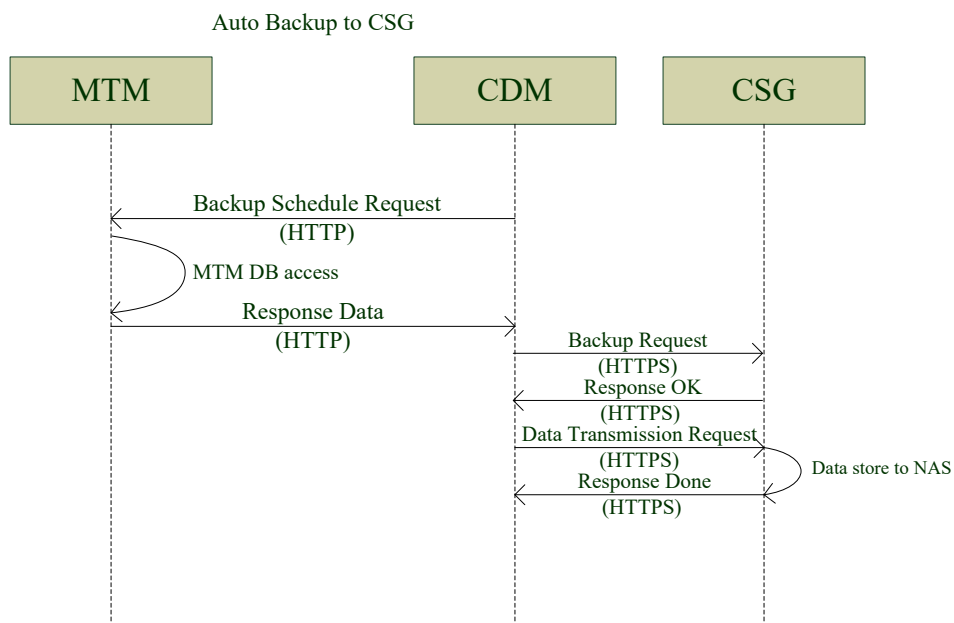 Auto Backup to CSG
MTM
CDM
CSG
Backup Schedule Request
(HTTP)
MTM DB access
Response Data
(HTTP)
Backup Request
(HTTPS)
Response OK
(HTTPS)
Data Transmission Request
(HTTPS)
Data store to NAS
Response Done
(HTTPS)